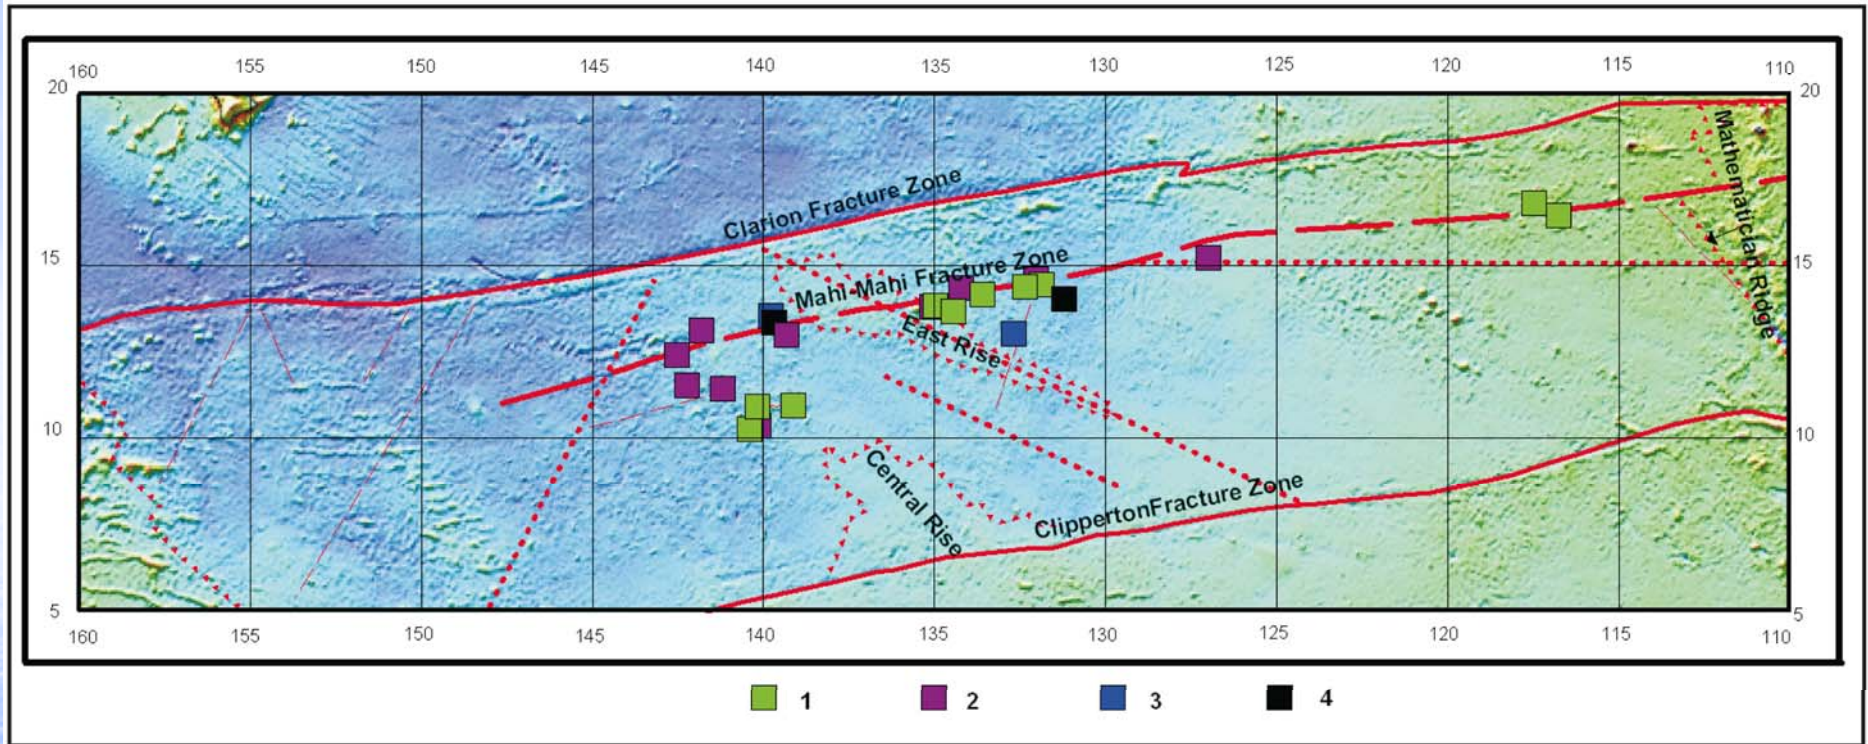 160 155 150 145 140 135 130 125 120 115 110
20 20
Mathematician Ridge
Clarion Fracture Zone
15 15
Mahi-Mahi Fracture Zone
East Rise
10 10
Central Rise
ClippertonFracture Zone
5 5
160 155 150 145 140 135 130 125 120 115 110
1 2 3 4